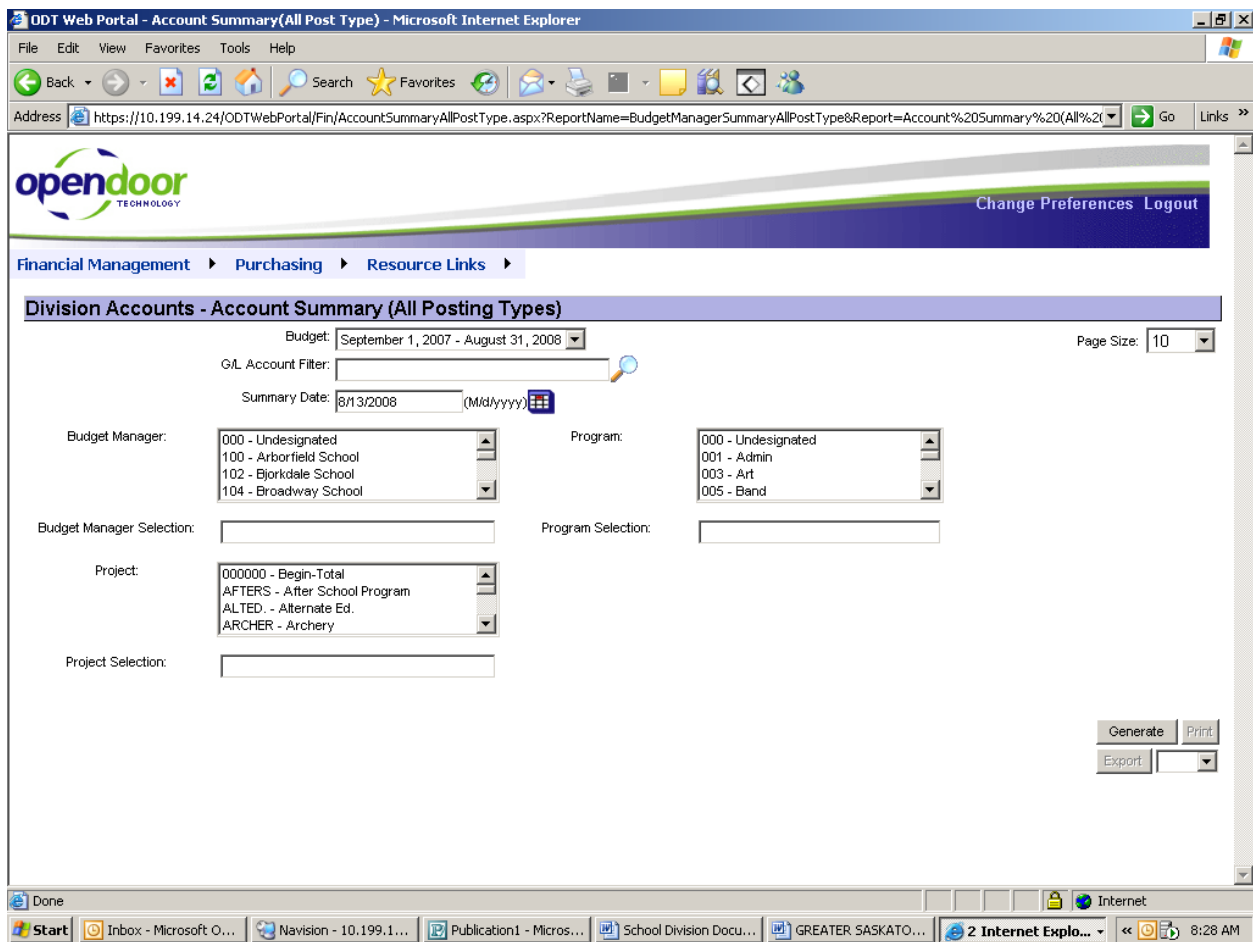 ODT Web Portal - Account Summary(All Post Type) - Microsoft Internet Explorer
File Edit View Favorites Tools Help
Back Search Favorites
Address https://10.199.14.24/ODTWebPortal/Fin/AccountSummaryAllPostType.aspx?ReportName=BudgetManagerSummaryAllPostType&Report=Account%20Summary%20(All%2( Go Links »
opendoor
TECHNOLOGY
Change Preferences Logout
Financial Management Purchasing Resource Links
Division Accounts - Account Summary (All Posting Types)
Budget: September 1, 2007 - August 31, 2008 Page Size: 10
G/L Account Filter:
Summary Date: 8/13/2008 (M/d/yyyy)
Budget Manager: Program:
000 - Undesignated 000 - Undesignated
100 - Arborfield School 001 - Admin
102 - Bjorkdale School 003 - Art
104 - Broadway School 005 - Band
Budget Manager Selection: Program Selection:
Project:
000000 - Begin-Total
AFTERS - After School Program
ALTED. - Alternate Ed.
ARCHER - Archery
Project Selection:
Generate Print
Export
Done Internet
Start Inbox - Microsoft O... Navision - 10.199.1... Publication1 - Micros... School Division Docu... GREATER SASKATO... 2 Internet Explo... « 8:28 AM